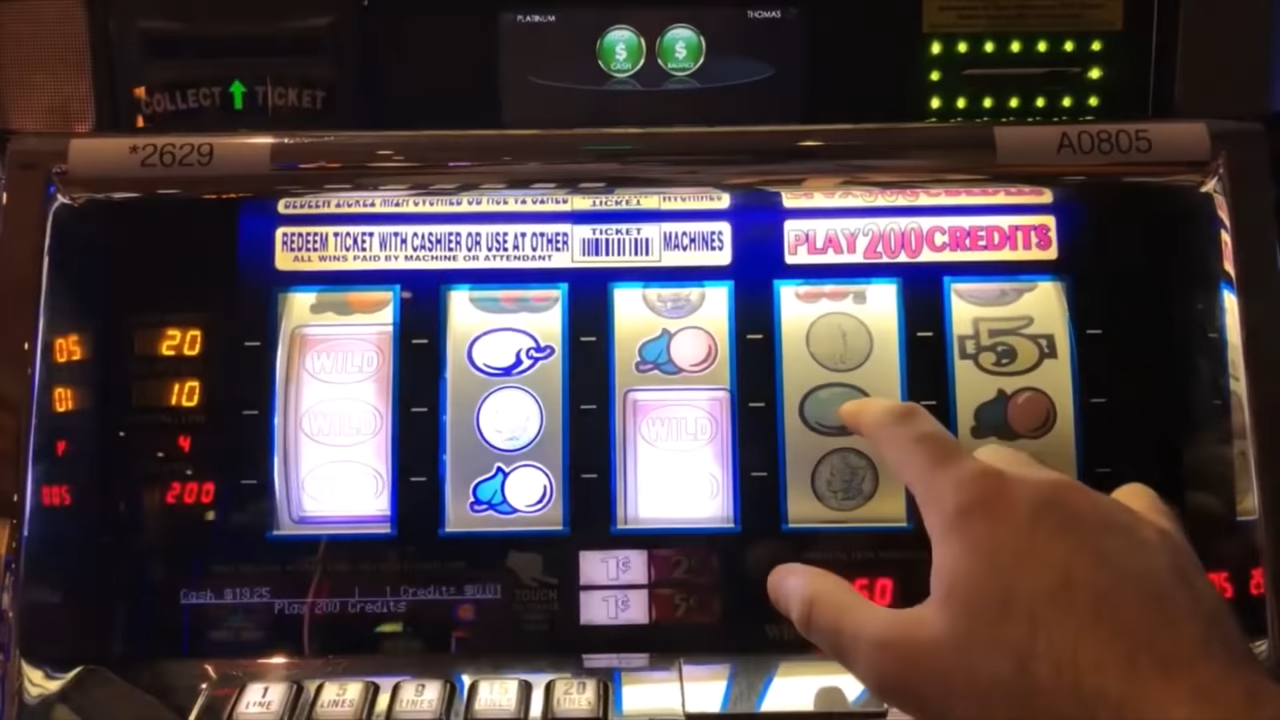 PLATINUM
THOMAS
$ CASH
$ BALANCE
COLLECT TICKET
*2629
A0805
REDEEM TICKET WITH CASHIER OR USE AT OTHER
TICKET
MACHINES
ALL WINS PAID BY MACHINE OR ATTENDANT
PLAY 200 CREDITS
05 20
01 10
4
200
WILD
WILD
WILD
5
Cash $19.25 | 1 Credit= $0.01
Play 200 Credits
TOUCH
1¢ 2¢
1¢ 5¢
60
1 LINE
5 LINES
9 LINES
15 LINES
20 LINES